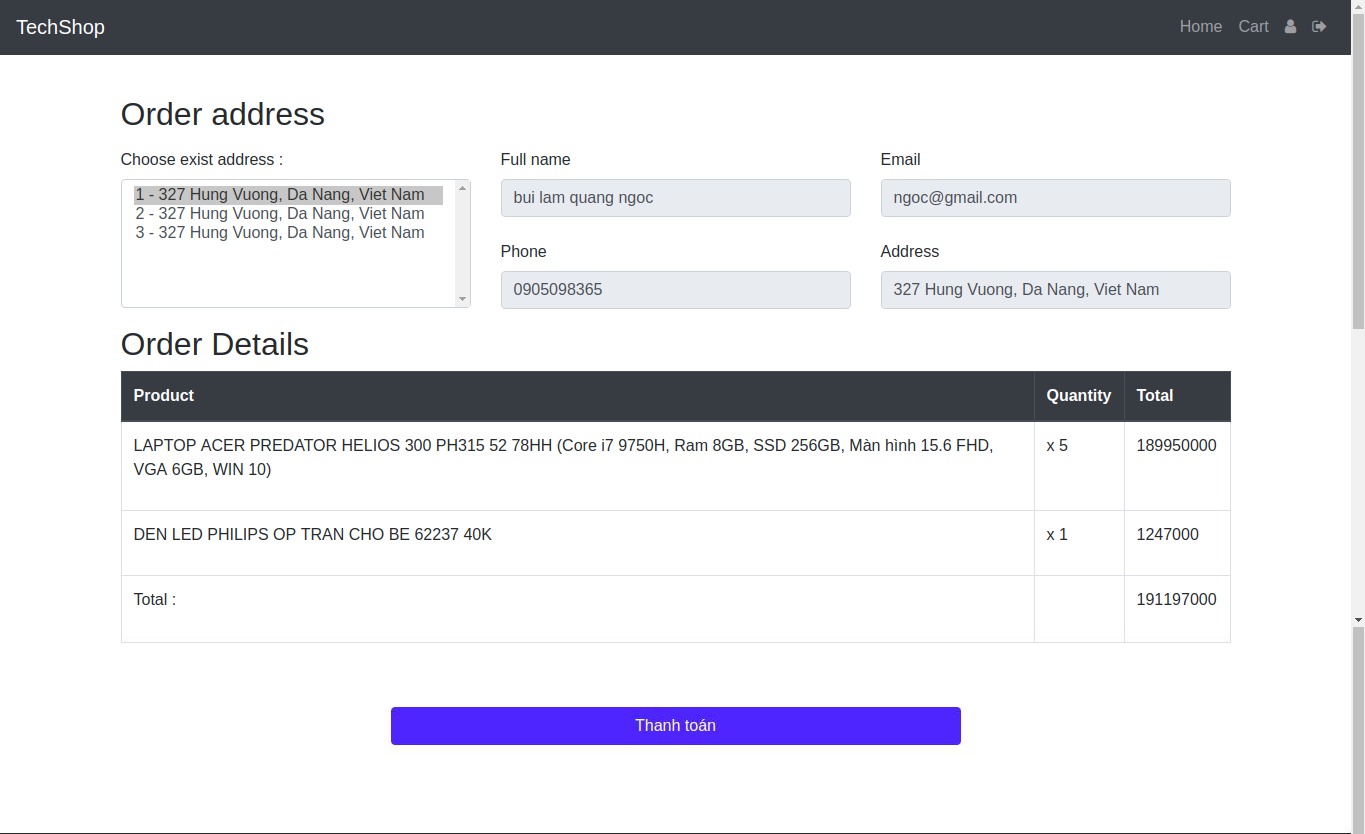 TechShop
Home Cart
Order address
Choose exist address :
1 - 327 Hung Vuong, Da Nang, Viet Nam
2 - 327 Hung Vuong, Da Nang, Viet Nam
3 - 327 Hung Vuong, Da Nang, Viet Nam
Full name
bui lam quang ngoc
Email
ngoc@gmail.com
Phone
0905098365
Address
327 Hung Vuong, Da Nang, Viet Nam
Order Details
Product Quantity Total
LAPTOP ACER PREDATOR HELIOS 300 PH315 52 78HH (Core i7 9750H, Ram 8GB, SSD 256GB, Màn hình 15.6 FHD, x 5 189950000
VGA 6GB, WIN 10)
DEN LED PHILIPS OP TRAN CHO BE 62237 40K x 1 1247000
Total : 191197000
Thanh toán